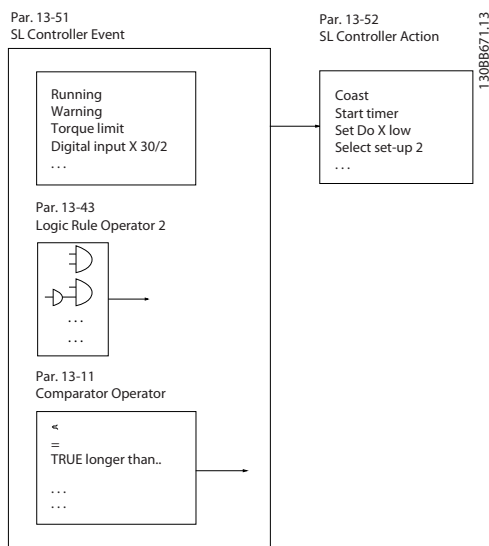 Par. 13-51
SL Controller Event
Par. 13-52
SL Controller Action
130BB671.13
Running
Warning
Torque limit
Digital input X 30/2
. . .
Coast
Start timer
Set Do X low
Select set-up 2
. . .
Par. 13-43
Logic Rule Operator 2
. . .
. . .
Par. 13-11
Comparator Operator
=
TRUE longer than..
. . .
. . .